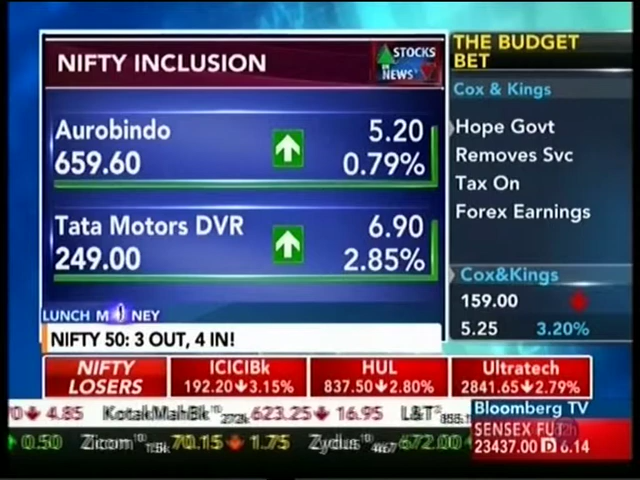 NIFTY INCLUSION
STOCKS
IN
NEWS
Aurobindo
5.20
659.60
0.79%
Tata Motors DVR
6.90
249.00
2.85%
LUNCH M NEY
NIFTY 50: 3 OUT, 4 IN!
THE BUDGET
BET
Cox & Kings
Hope Govt
Removes Svc
Tax On
Forex Earnings
Cox&Kings
159.00
5.25 3.20%
NIFTY
LOSERS
ICICIBk
192.20 3.15%
HUL
837.50 2.80%
Ultratech
2841.65 2.79%
4.85 KotakMahBk 623.25 16.95 L&T
0.50 Zicom 70.15 1.75 Zydus 672.00
Bloomberg TV
SENSEX FUT
23437.00 D 6.14